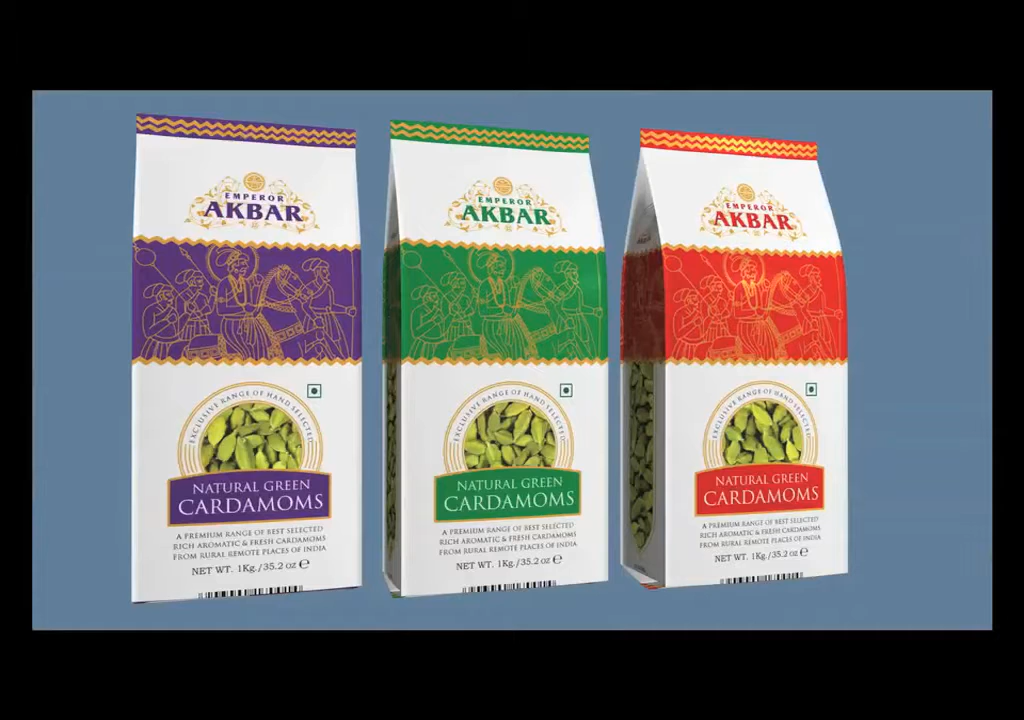 EMPEROR
AKBAR
EXCLUSIVE RANGE OF HAND SELECTED
NATURAL GREEN
CARDAMOMS
A PREMIUM RANGE OF BEST SELECTED
RICH AROMATIC & FRESH CARDAMOMS
FROM RURAL REMOTE PLACES OF INDIA
NET WT. 1Kg./35.2 oz ℮
EMPEROR
AKBAR
EXCLUSIVE RANGE OF HAND SELECTED
NATURAL GREEN
CARDAMOMS
A PREMIUM RANGE OF BEST SELECTED
RICH AROMATIC & FRESH CARDAMOMS
FROM RURAL REMOTE PLACES OF INDIA
NET WT. 1Kg./35.2 oz ℮
EMPEROR
AKBAR
EXCLUSIVE RANGE OF HAND SELECTED
NATURAL GREEN
CARDAMOMS
A PREMIUM RANGE OF BEST SELECTED
RICH AROMATIC & FRESH CARDAMOMS
FROM RURAL REMOTE PLACES OF INDIA
NET WT. 1Kg./35.2 oz ℮